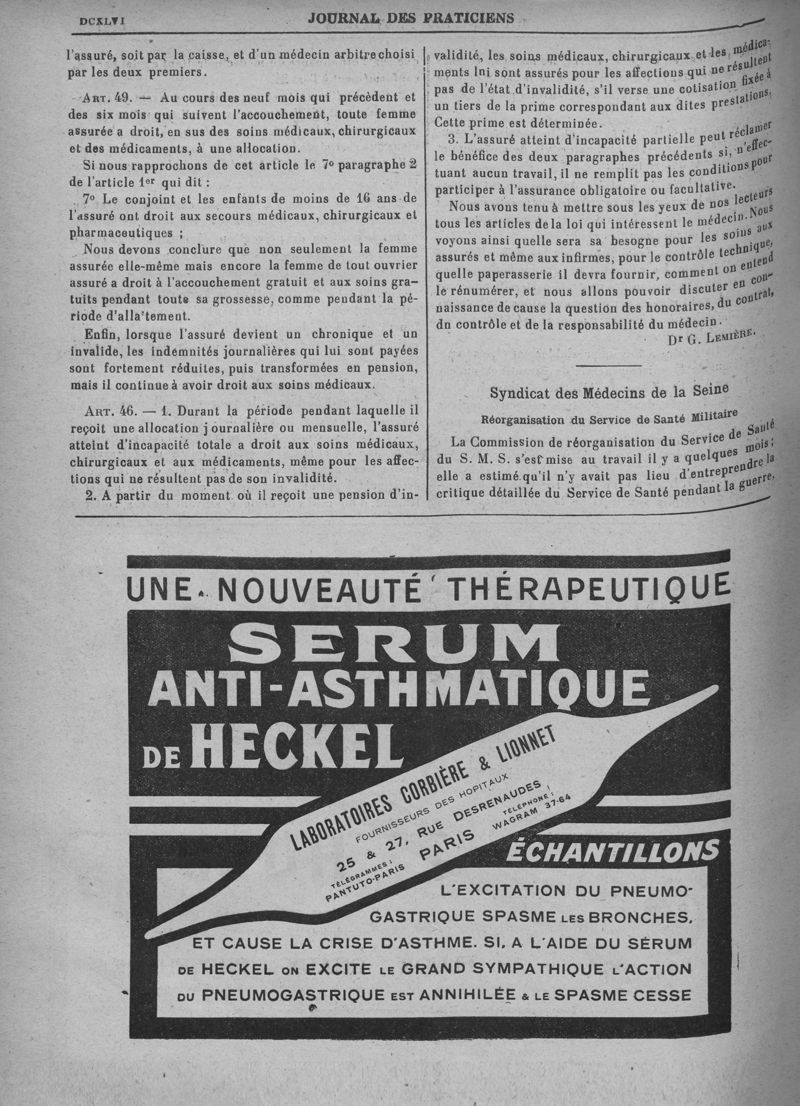 DCXLVI
JOURNAL DES PRATICIENS
l'assuré, soit par la caisse, et d'un médecin arbitre choisi
par les deux premiers.
ART. 49. — Au cours des neuf mois qui précèdent et
des six mois qui suivent l'accouchement, toute femme
assurée a droit, en sus des soins médicaux, chirurgicaux
et des médicaments, à une allocation.
Si nous rapprochons de cet article le 7º paragraphe 2
de l'article 1er qui dit :
7º Le conjoint et les enfants de moins de 16 ans de
l'assuré ont droit aux secours médicaux, chirurgicaux et
pharmaceutiques ;
Nous devons conclure que non seulement la femme
assurée elle-même mais encore la femme de tout ouvrier
assuré a droit à l'accouchement gratuit et aux soins gra-
tuits pendant toute sa grossesse, comme pendant la pé-
riode d'alla'tement.
Enfin, lorsque l'assuré devient un chronique et un
invalide, les indemnités journalières qui lui sont payées
sont fortement réduites, puis transformées en pension,
mais il continue à avoir droit aux soins médicaux.
ART. 46. — 1. Durant la période pendant laquelle il
reçoit une allocation j ournalière ou mensuelle, l'assuré
atteint d'incapacité totale a droit aux soins médicaux,
chirurgicaux et aux médicaments, même pour les affec-
tions qui ne résultent pas de son invalidité.
2. A partir du moment où il reçoit une pension d'in-
validité, les soins médicaux, chirurgicaux et les médica-
ments lni sont assurés pour les affections qui ne résultent
pas de l'état d'invalidité, s'il verse une cotisation fixée à
un tiers de la prime correspondant aux dites prestations.
Cette prime est déterminée.
3. L'assuré atteint d'incapacité partielle peut réclamer
le bénéfice des deux paragraphes précédents si, n'effec-
tuant aucun travail, il ne remplit pas les conditions pour
participer à l'assurance obligatoire ou facultative.
Nous avons tenu à mettre sous les yeux de nos lecteurs
tous les articles de la loi qui intéressent le médecin. Nous
voyons ainsi quelle sera sa besogne pour les soins aux
assurés et même aux infirmes, pour le contrôle technique,
quelle paperasserie il devra fournir, comment on entend
le rénumérer, et nous allons pouvoir discuter en con-
naissance de cause la question des honoraires, du contrat,
dn contrôle et de la responsabilité du médecin.
Dr G. LEMIÈRE.
Syndicat des Médecins de la Seine
Réorganisation du Service de Santé Militaire
La Commission de réorganisation du Service de Santé
du S. M. S. s'est mise au travail il y a quelques mois ;
elle a estimé qu'il n'y avait pas lieu d'entreprendre la
critique détaillée du Service de Santé pendant la guerre.
UNE NOUVEAUTÉ THÉRAPEUTIQUE
SERUM
ANTI-ASTHMATIQUE
DE HECKEL
LABORATOIRES CORBIÈRE & LIONNET
FOURNISSEURS DES HOPITAUX
25 & 27, RUE DESRENAUDES
TÉLÉGRAMMES :
PANTUTO-PARIS
PARIS
TÉLÉPHONE :
WAGRAM 37-64
ÉCHANTILLONS
L'EXCITATION DU PNEUMO-
GASTRIQUE SPASME LES BRONCHES,
ET CAUSE LA CRISE D'ASTHME. SI, A L'AIDE DU SÉRUM
DE HECKEL ON EXCITE LE GRAND SYMPATHIQUE L'ACTION
DU PNEUMOGASTRIQUE EST ANNIHILÉE & LE SPASME CESSE